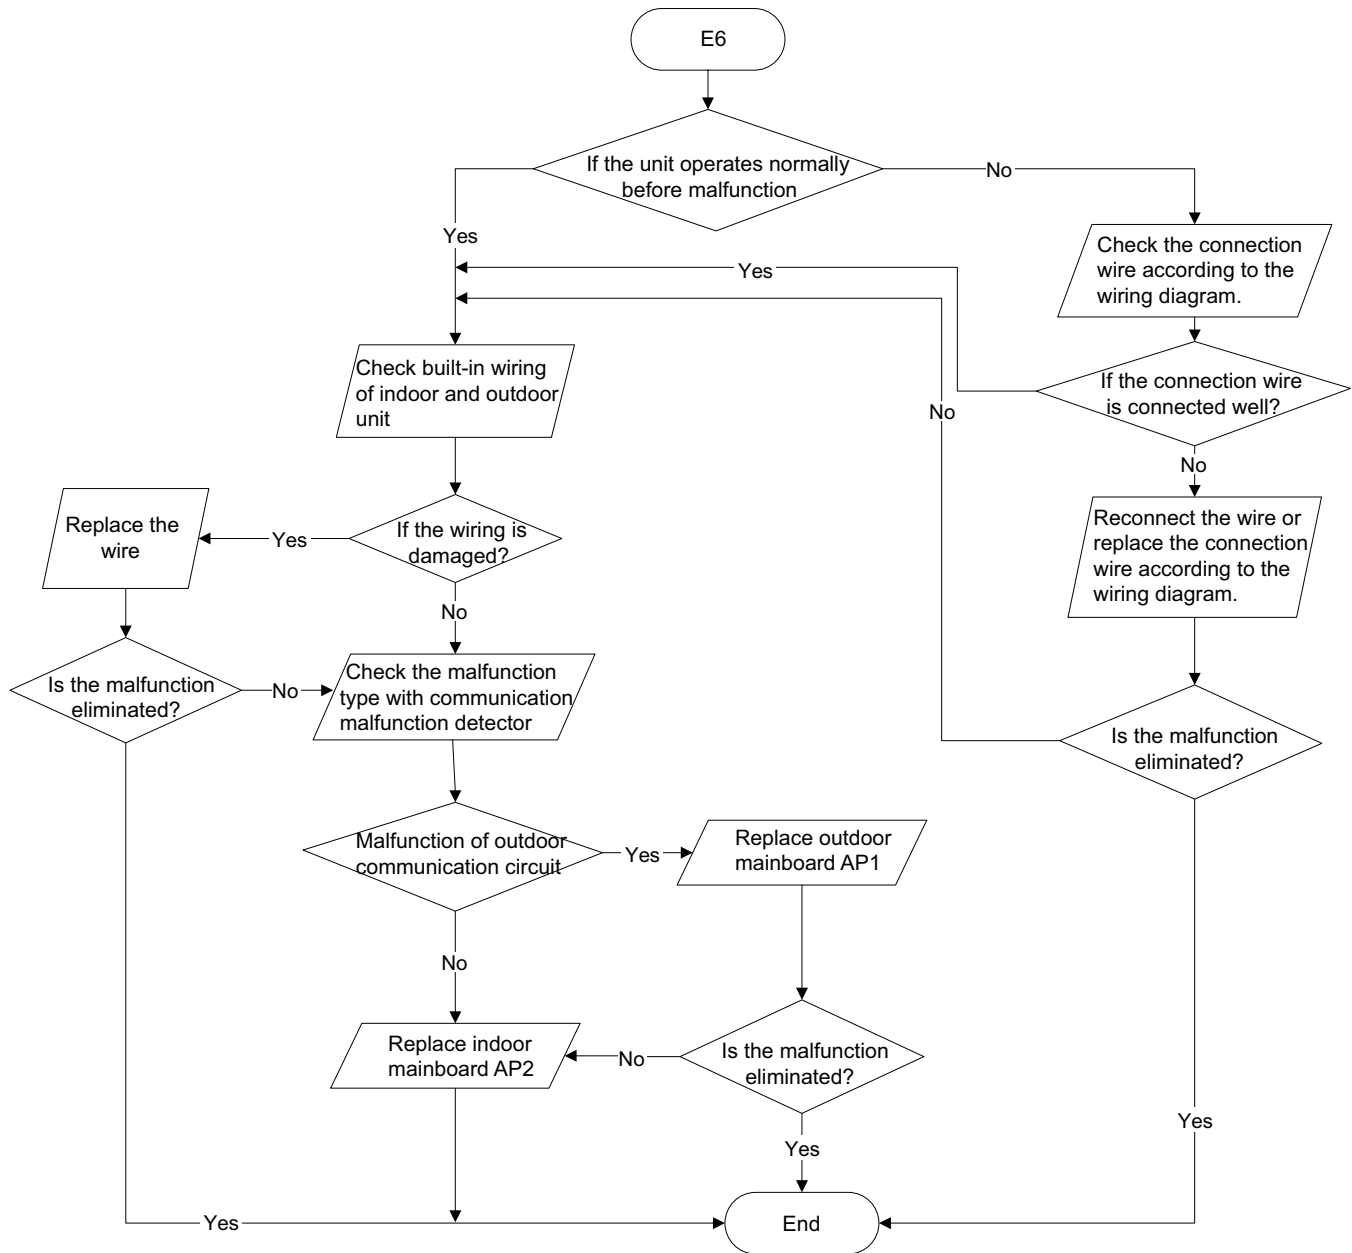 E6
If the unit operates normally
before malfunction
No
Yes
Check the connection
wire according to the
wiring diagram.
Yes
Check built-in wiring
of indoor and outdoor
unit
If the connection wire
is connected well?
No
No
Replace the
wire
Yes
If the wiring is
damaged?
Reconnect the wire or
replace the connection
wire according to the
wiring diagram.
No
Is the malfunction
eliminated?
No
Check the malfunction
type with communication
malfunction detector
Is the malfunction
eliminated?
Malfunction of outdoor
communication circuit
Yes
Replace outdoor
mainboard AP1
No
Replace indoor
mainboard AP2
No
Is the malfunction
eliminated?
Yes
Yes
Yes
End